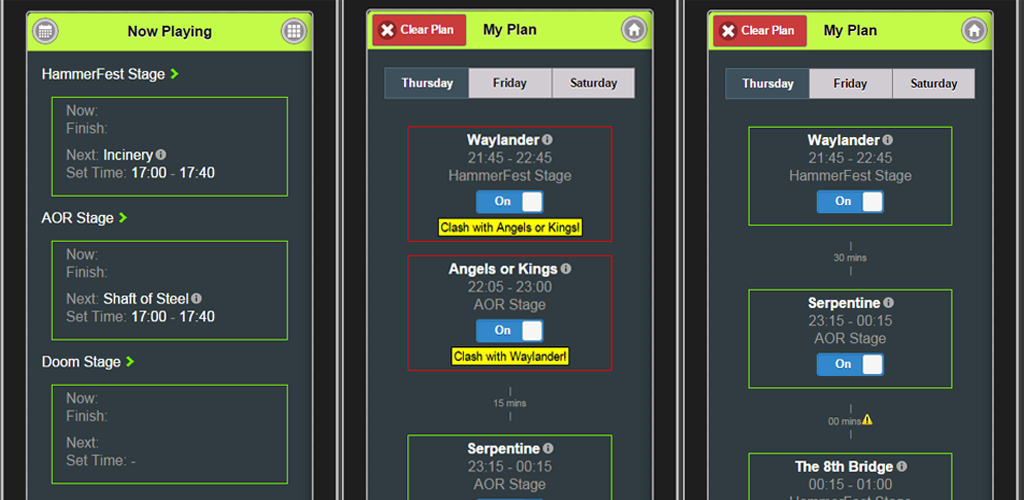 Now Playing
HammerFest Stage
Now:
Finish:
Next: Incinery
Set Time: 17:00 - 17:40
AOR Stage
Now:
Finish:
Next: Shaft of Steel
Set Time: 17:00 - 17:40
Doom Stage
Now:
Finish:
Next:
Set Time: -
Clear Plan
My Plan
Thursday Friday Saturday
Waylander
21:45 - 22:45
HammerFest Stage
On
Clash with Angels or Kings!
Angels or Kings
22:05 - 23:00
AOR Stage
On
Clash with Waylander!
15 mins
Serpentine
23:15 - 00:15
AOR Stage
Clear Plan
My Plan
Thursday Friday Saturday
Waylander
21:45 - 22:45
HammerFest Stage
On
30 mins
Serpentine
23:15 - 00:15
AOR Stage
On
00 mins
The 8th Bridge
00:15 - 01:00
HammerFest Stage